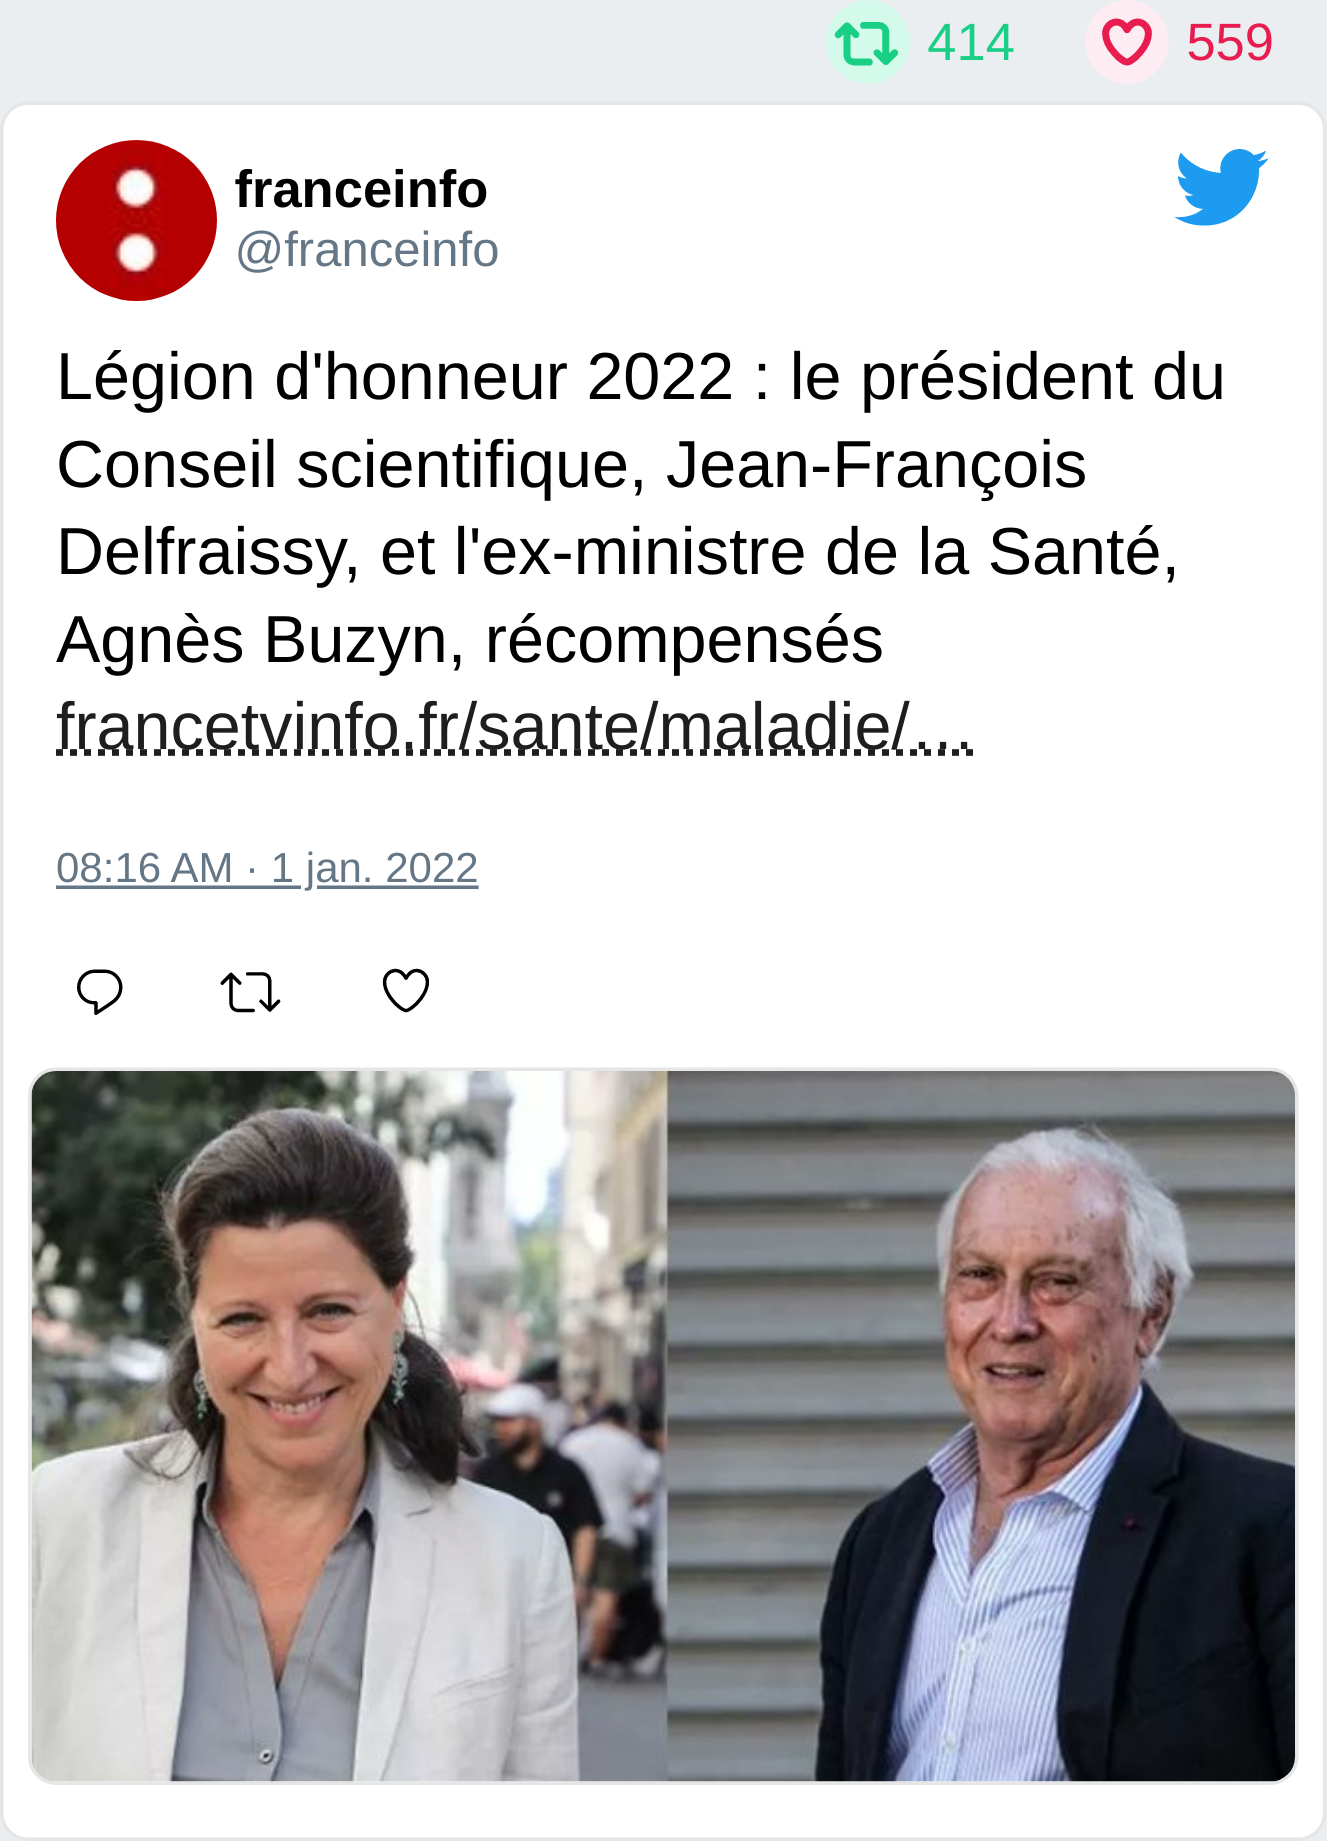 414 559
franceinfo
@franceinfo
Légion d'honneur 2022 : le président du
Conseil scientifique, Jean-François
Delfraissy, et l'ex-ministre de la Santé,
Agnès Buzyn, récompensés
francetvinfo.fr/sante/maladie/...
08:16 AM · 1 jan. 2022